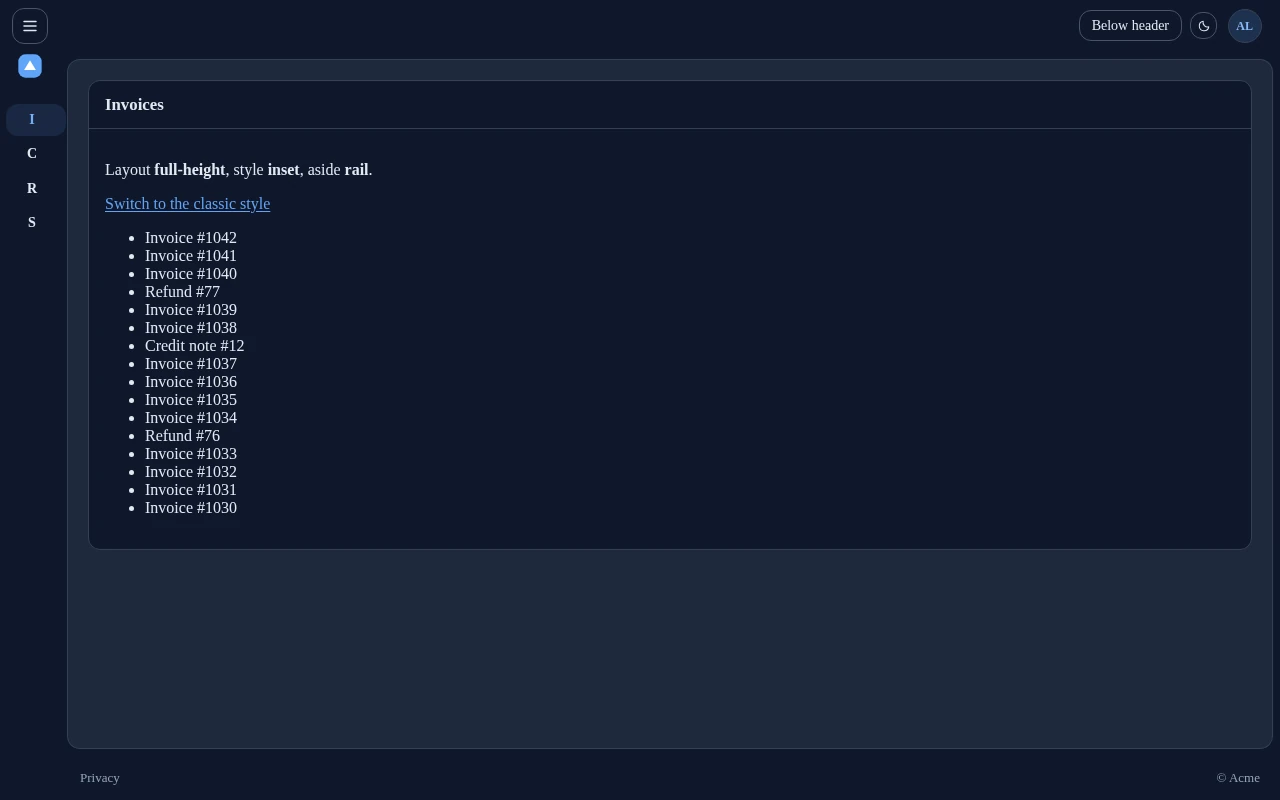 Below header
AL
I
C
R
S
Invoices
Layout full-height, style inset, aside rail.
Switch to the classic style
Invoice #1042
Invoice #1041
Invoice #1040
Refund #77
Invoice #1039
Invoice #1038
Credit note #12
Invoice #1037
Invoice #1036
Invoice #1035
Invoice #1034
Refund #76
Invoice #1033
Invoice #1032
Invoice #1031
Invoice #1030
Privacy
© Acme